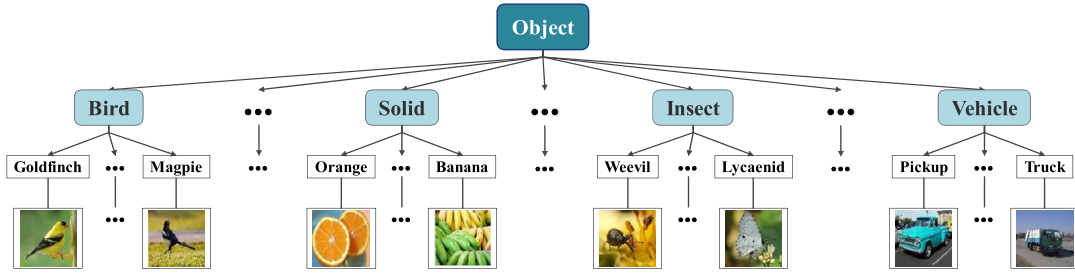 Object
Bird
•••
Solid
•••
Insect
•••
Vehicle
Goldfinch
•••
Magpie
•••
Orange
•••
Banana
•••
Weevil
•••
Lycaenid
•••
Pickup
•••
Truck
•••
•••
•••
•••